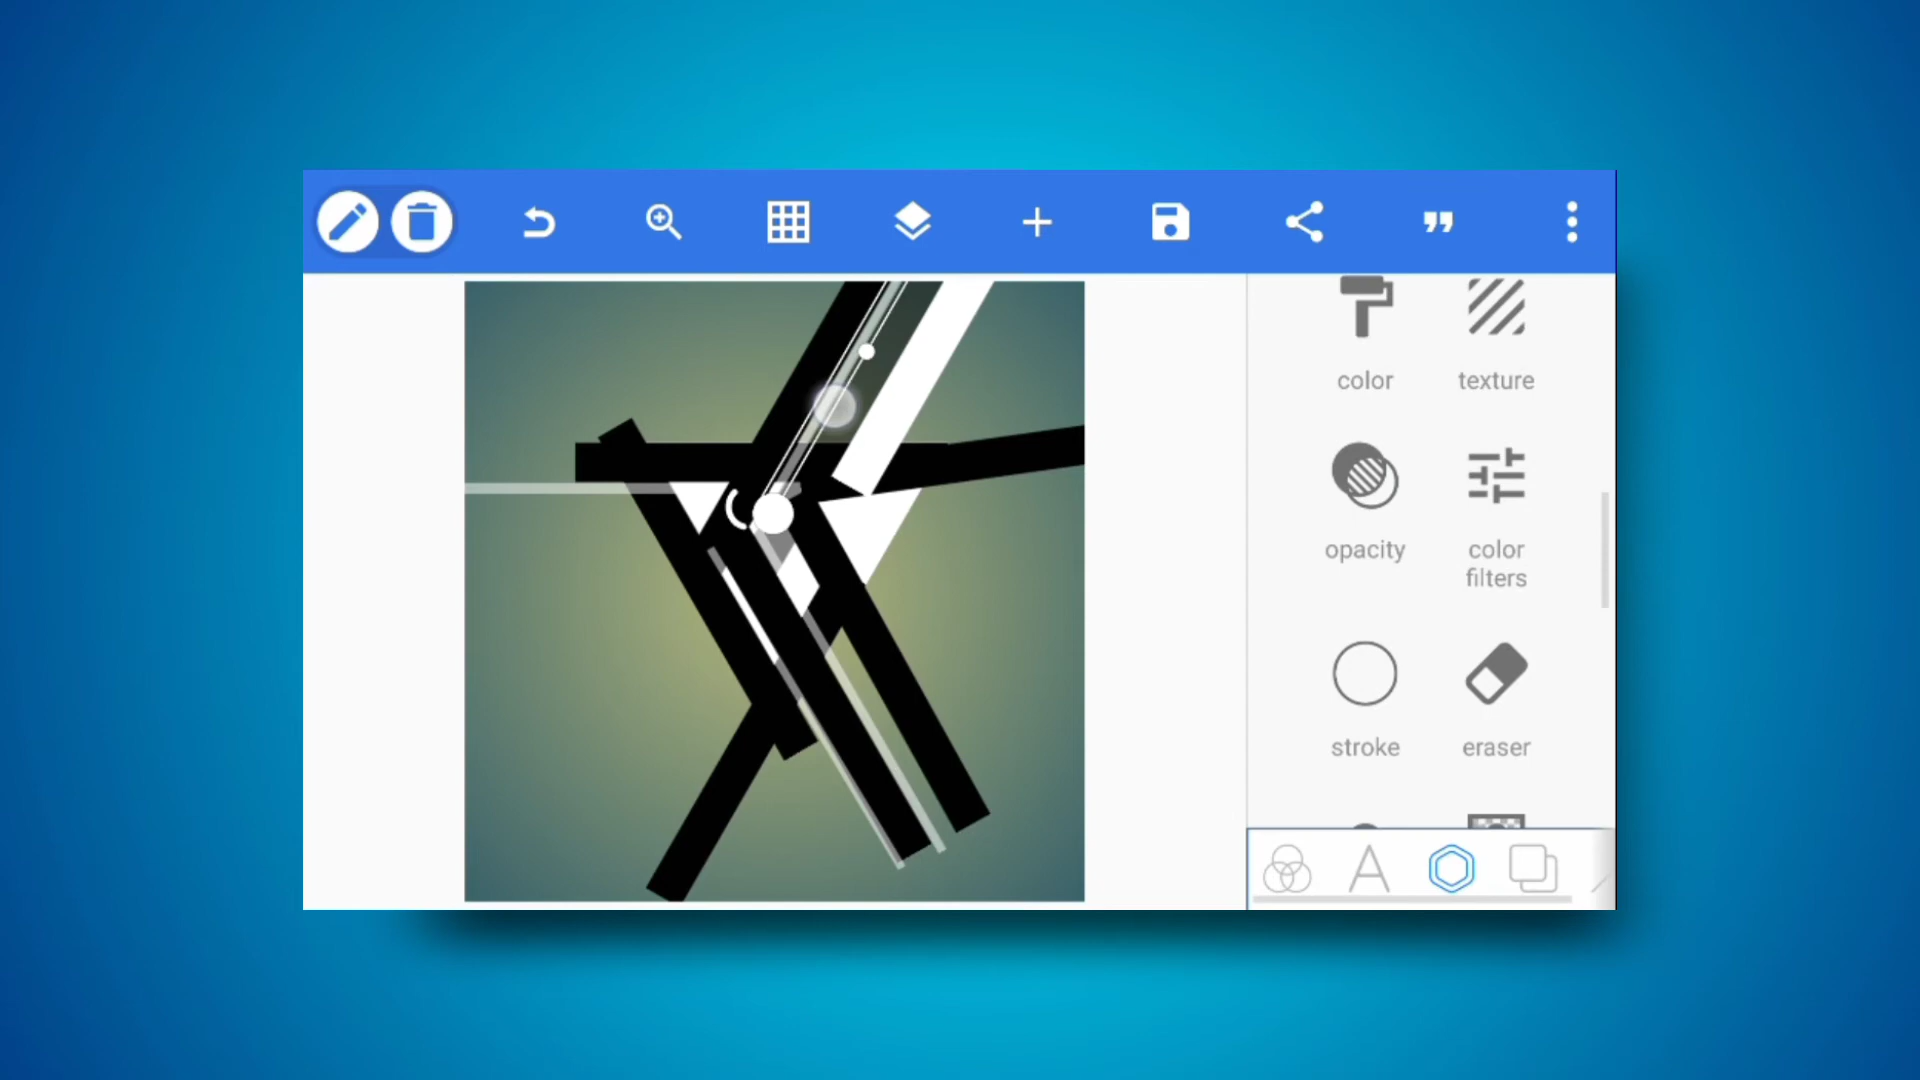 color
texture
opacity
color
filters
stroke
eraser